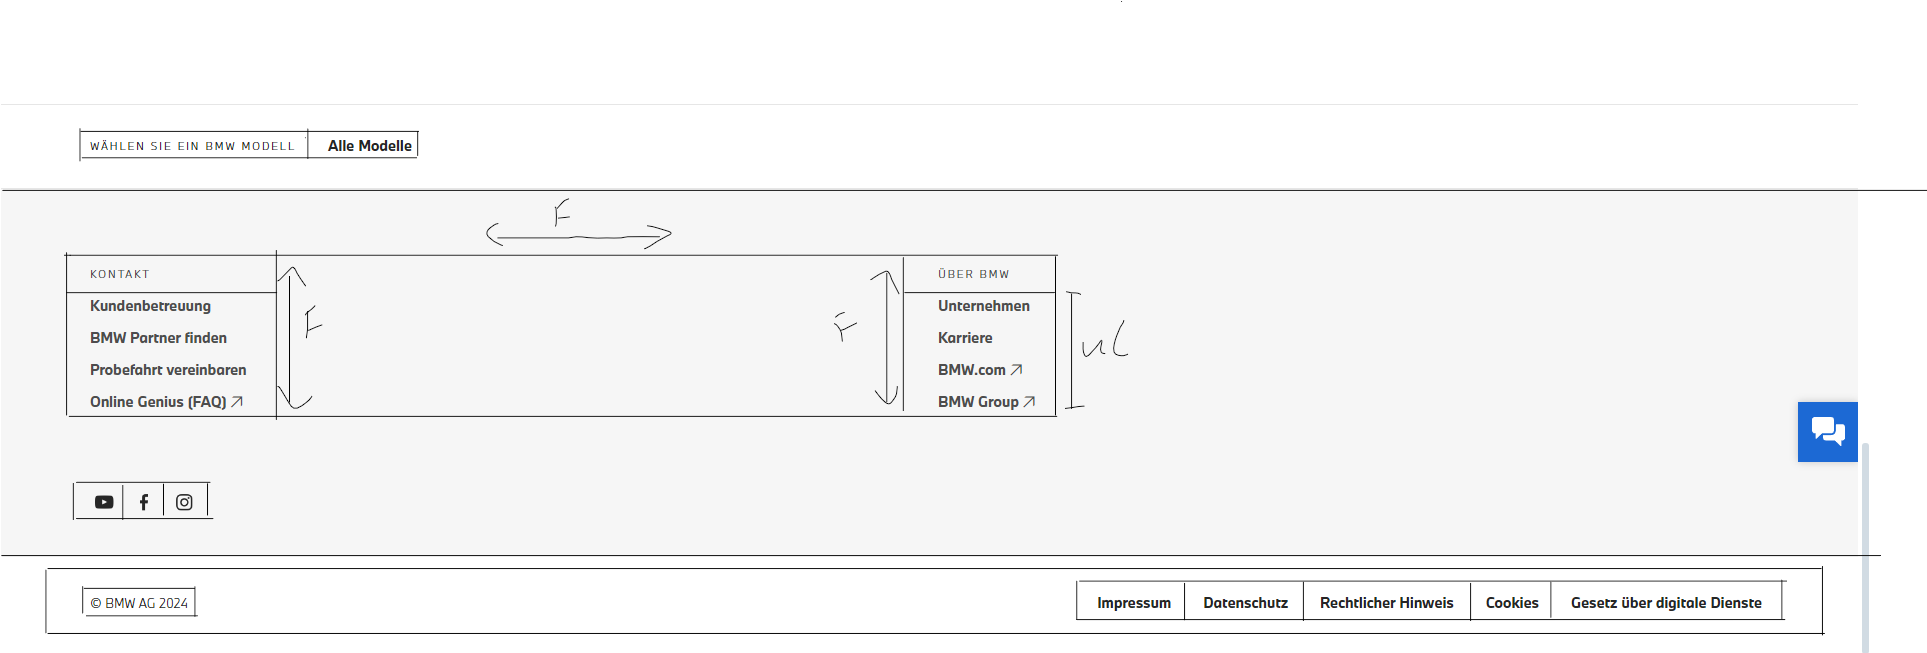 WÄHLEN SIE EIN BMW MODELL Alle Modelle
F
KONTAKT
Kundenbetreuung
BMW Partner finden
Probefahrt vereinbaren
Online Genius (FAQ)
F
F
ÜBER BMW
Unternehmen
Karriere
BMW.com
BMW Group
ul
© BMW AG 2024
Impressum Datenschutz Rechtlicher Hinweis Cookies Gesetz über digitale Dienste